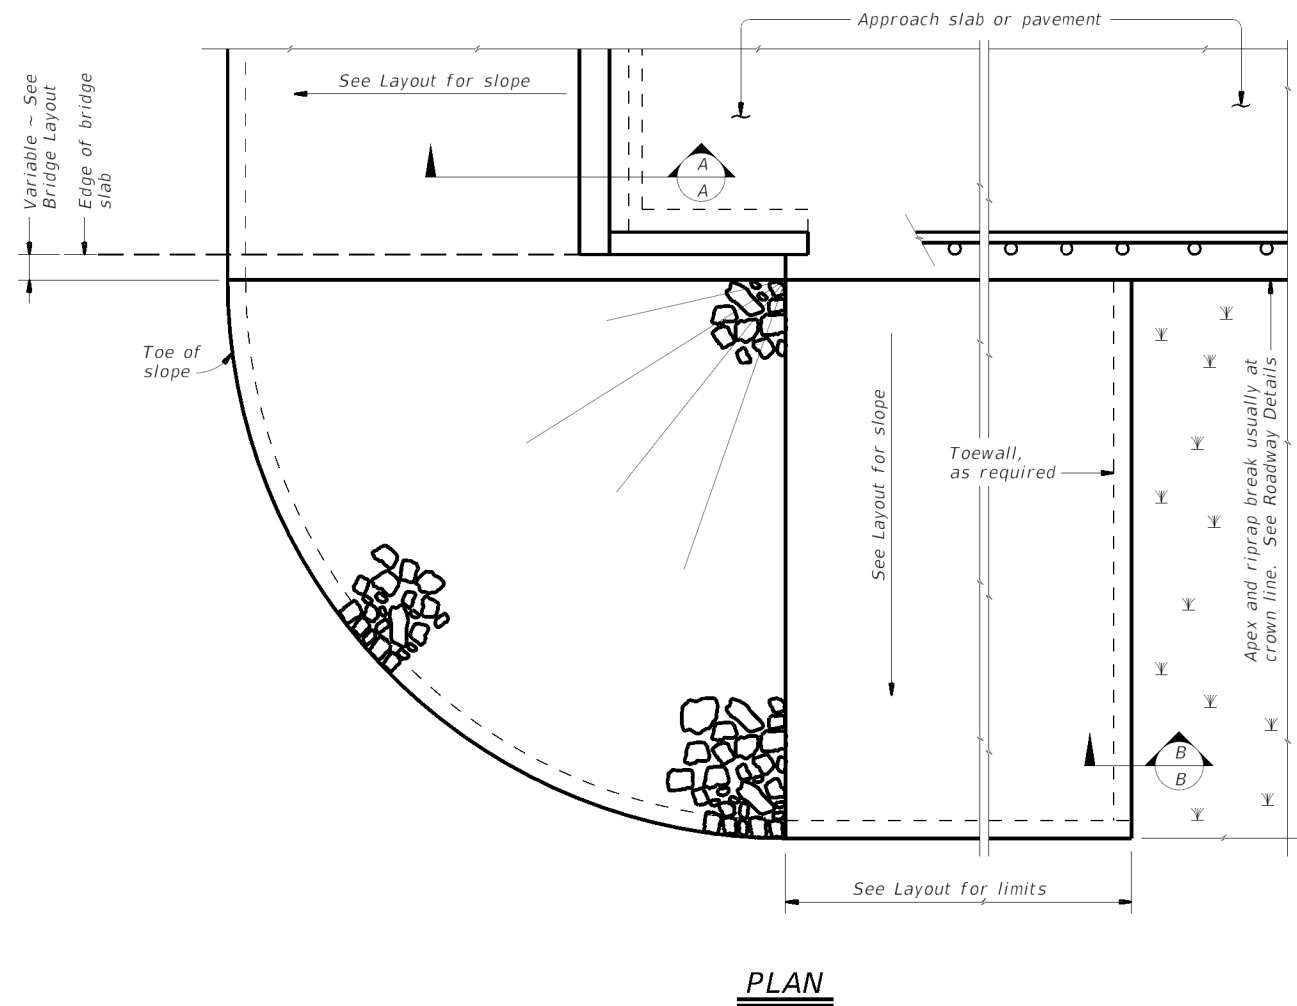 Approach slab or pavement
Variable ~ See
Bridge Layout
Edge of bridge
slab
See Layout for slope
A
A
Toe of
slope
See Layout for slope
Toewall,
as required
Apex and riprap break usually at
crown line. See Roadway Details
B
B
See Layout for limits
PLAN